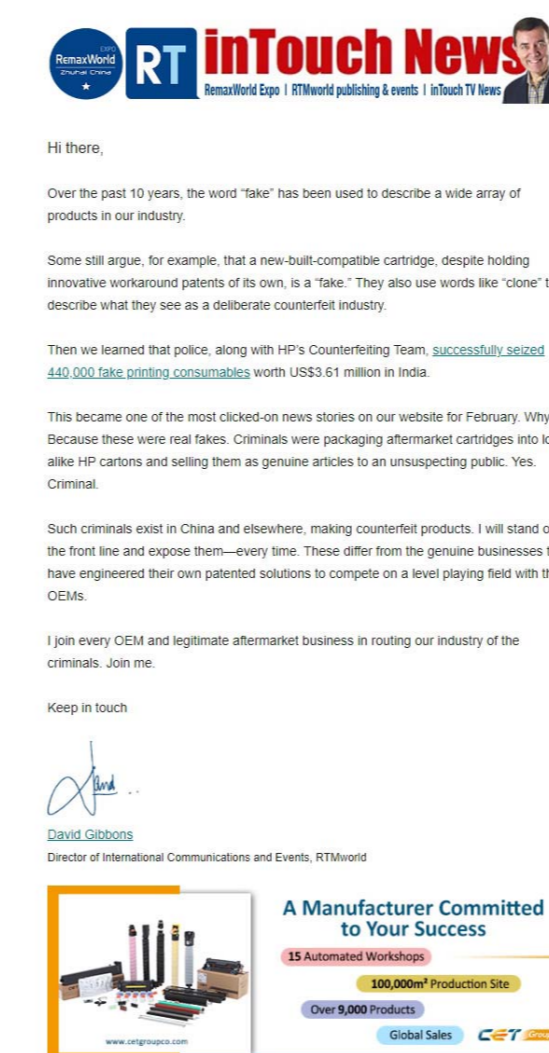 EXPO
RemaxWorld
Zhuhai China
RT
inTouch News
RemaxWorld Expo | RTMworld publishing & events | inTouch TV News
Hi there,
Over the past 10 years, the word “fake” has been used to describe a wide array of
products in our industry.
Some still argue, for example, that a new-built-compatible cartridge, despite holding
innovative workaround patents of its own, is a “fake.” They also use words like “clone”
describe what they see as a deliberate counterfeit industry.
Then we learned that police, along with HP’s Counterfeiting Team, successfully seized
440,000 fake printing consumables worth US$3.61 million in India.
This became one of the most clicked-on news stories on our website for February. Why
Because these were real fakes. Criminals were packaging aftermarket cartridges into
alike HP cartons and selling them as genuine articles to an unsuspecting public. Yes.
Criminal.
Such criminals exist in China and elsewhere, making counterfeit products. I will stand
the front line and expose them—every time. These differ from the genuine businesses
have engineered their own patented solutions to compete on a level playing field with
OEMs.
I join every OEM and legitimate aftermarket business in routing our industry of the
criminals. Join me.
Keep in touch
David Gibbons
Director of International Communications and Events, RTMworld
A Manufacturer Committed
to Your Success
15 Automated Workshops
100,000m² Production Site
Over 9,000 Products
Global Sales
CET Group
www.cetgroupco.com